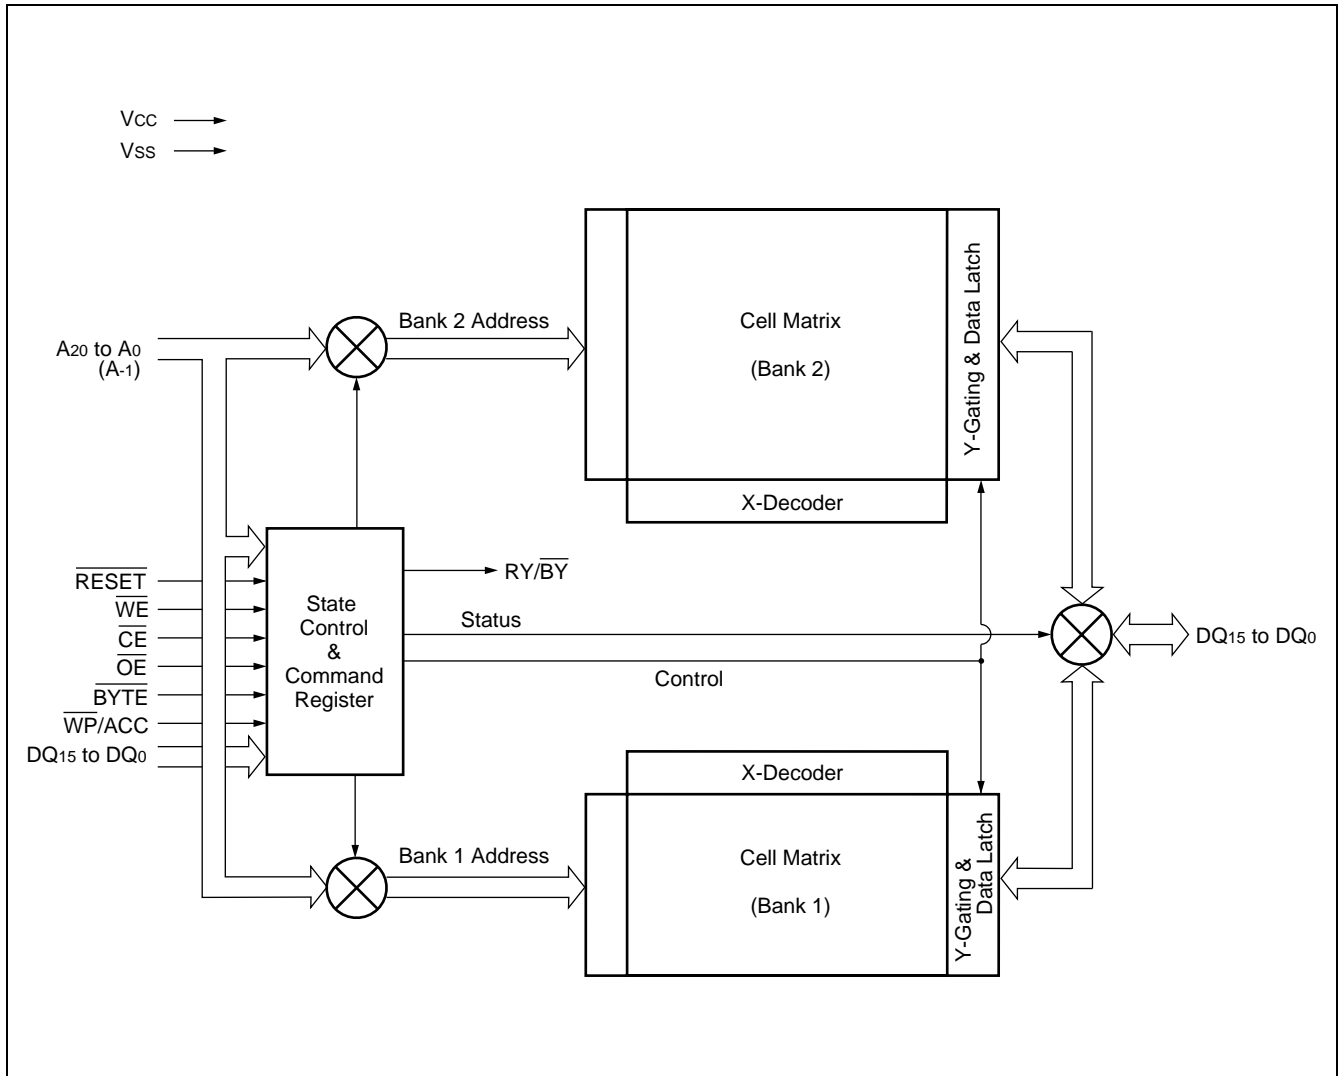 VCC
VSS
A20 to A0
(A-1)
Bank 2 Address
Cell Matrix
(Bank 2)
Y-Gating & Data Latch
X-Decoder
RESET
WE
CE
OE
BYTE
WP/ACC
DQ15 to DQ0
State
Control
&
Command
Register
RY/BY
Status
Control
DQ15 to DQ0
X-Decoder
Bank 1 Address
Cell Matrix
(Bank 1)
Y-Gating &
Data Latch